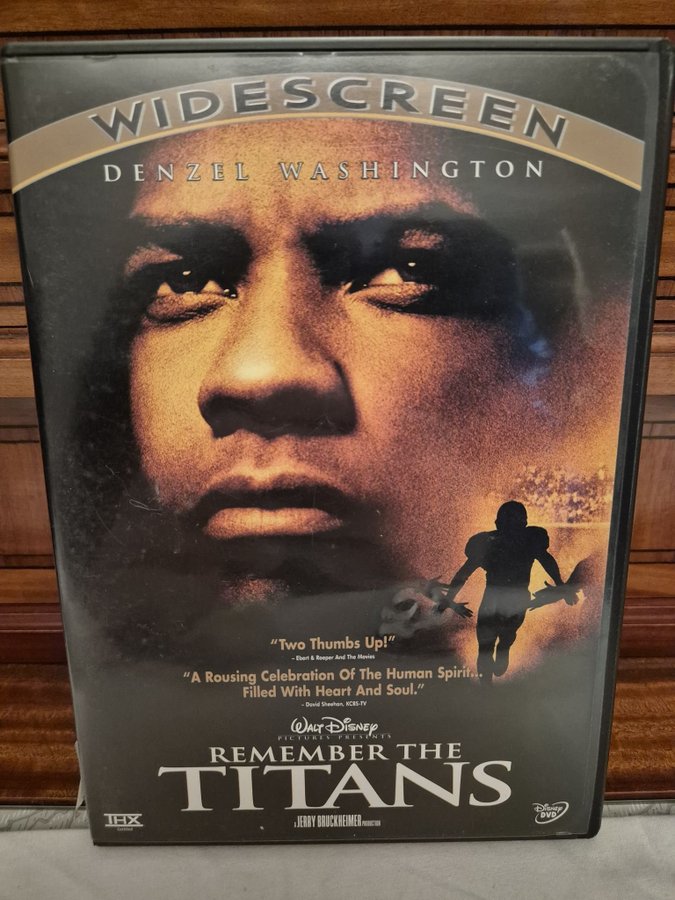 WIDESCREEN
DENZEL WASHINGTON
“Two Thumbs Up!”
– Ebert & Roeper And The Movies
“A Rousing Celebration Of The Human Spirit...
Filled With Heart And Soul.”
– David Sheehan, KCBS-TV
WALT DISNEY
PICTURES PRESENTS
REMEMBER THE
TITANS
THX
Certified
A JERRY BRUCKHEIMER PRODUCTION
Disney
DVD